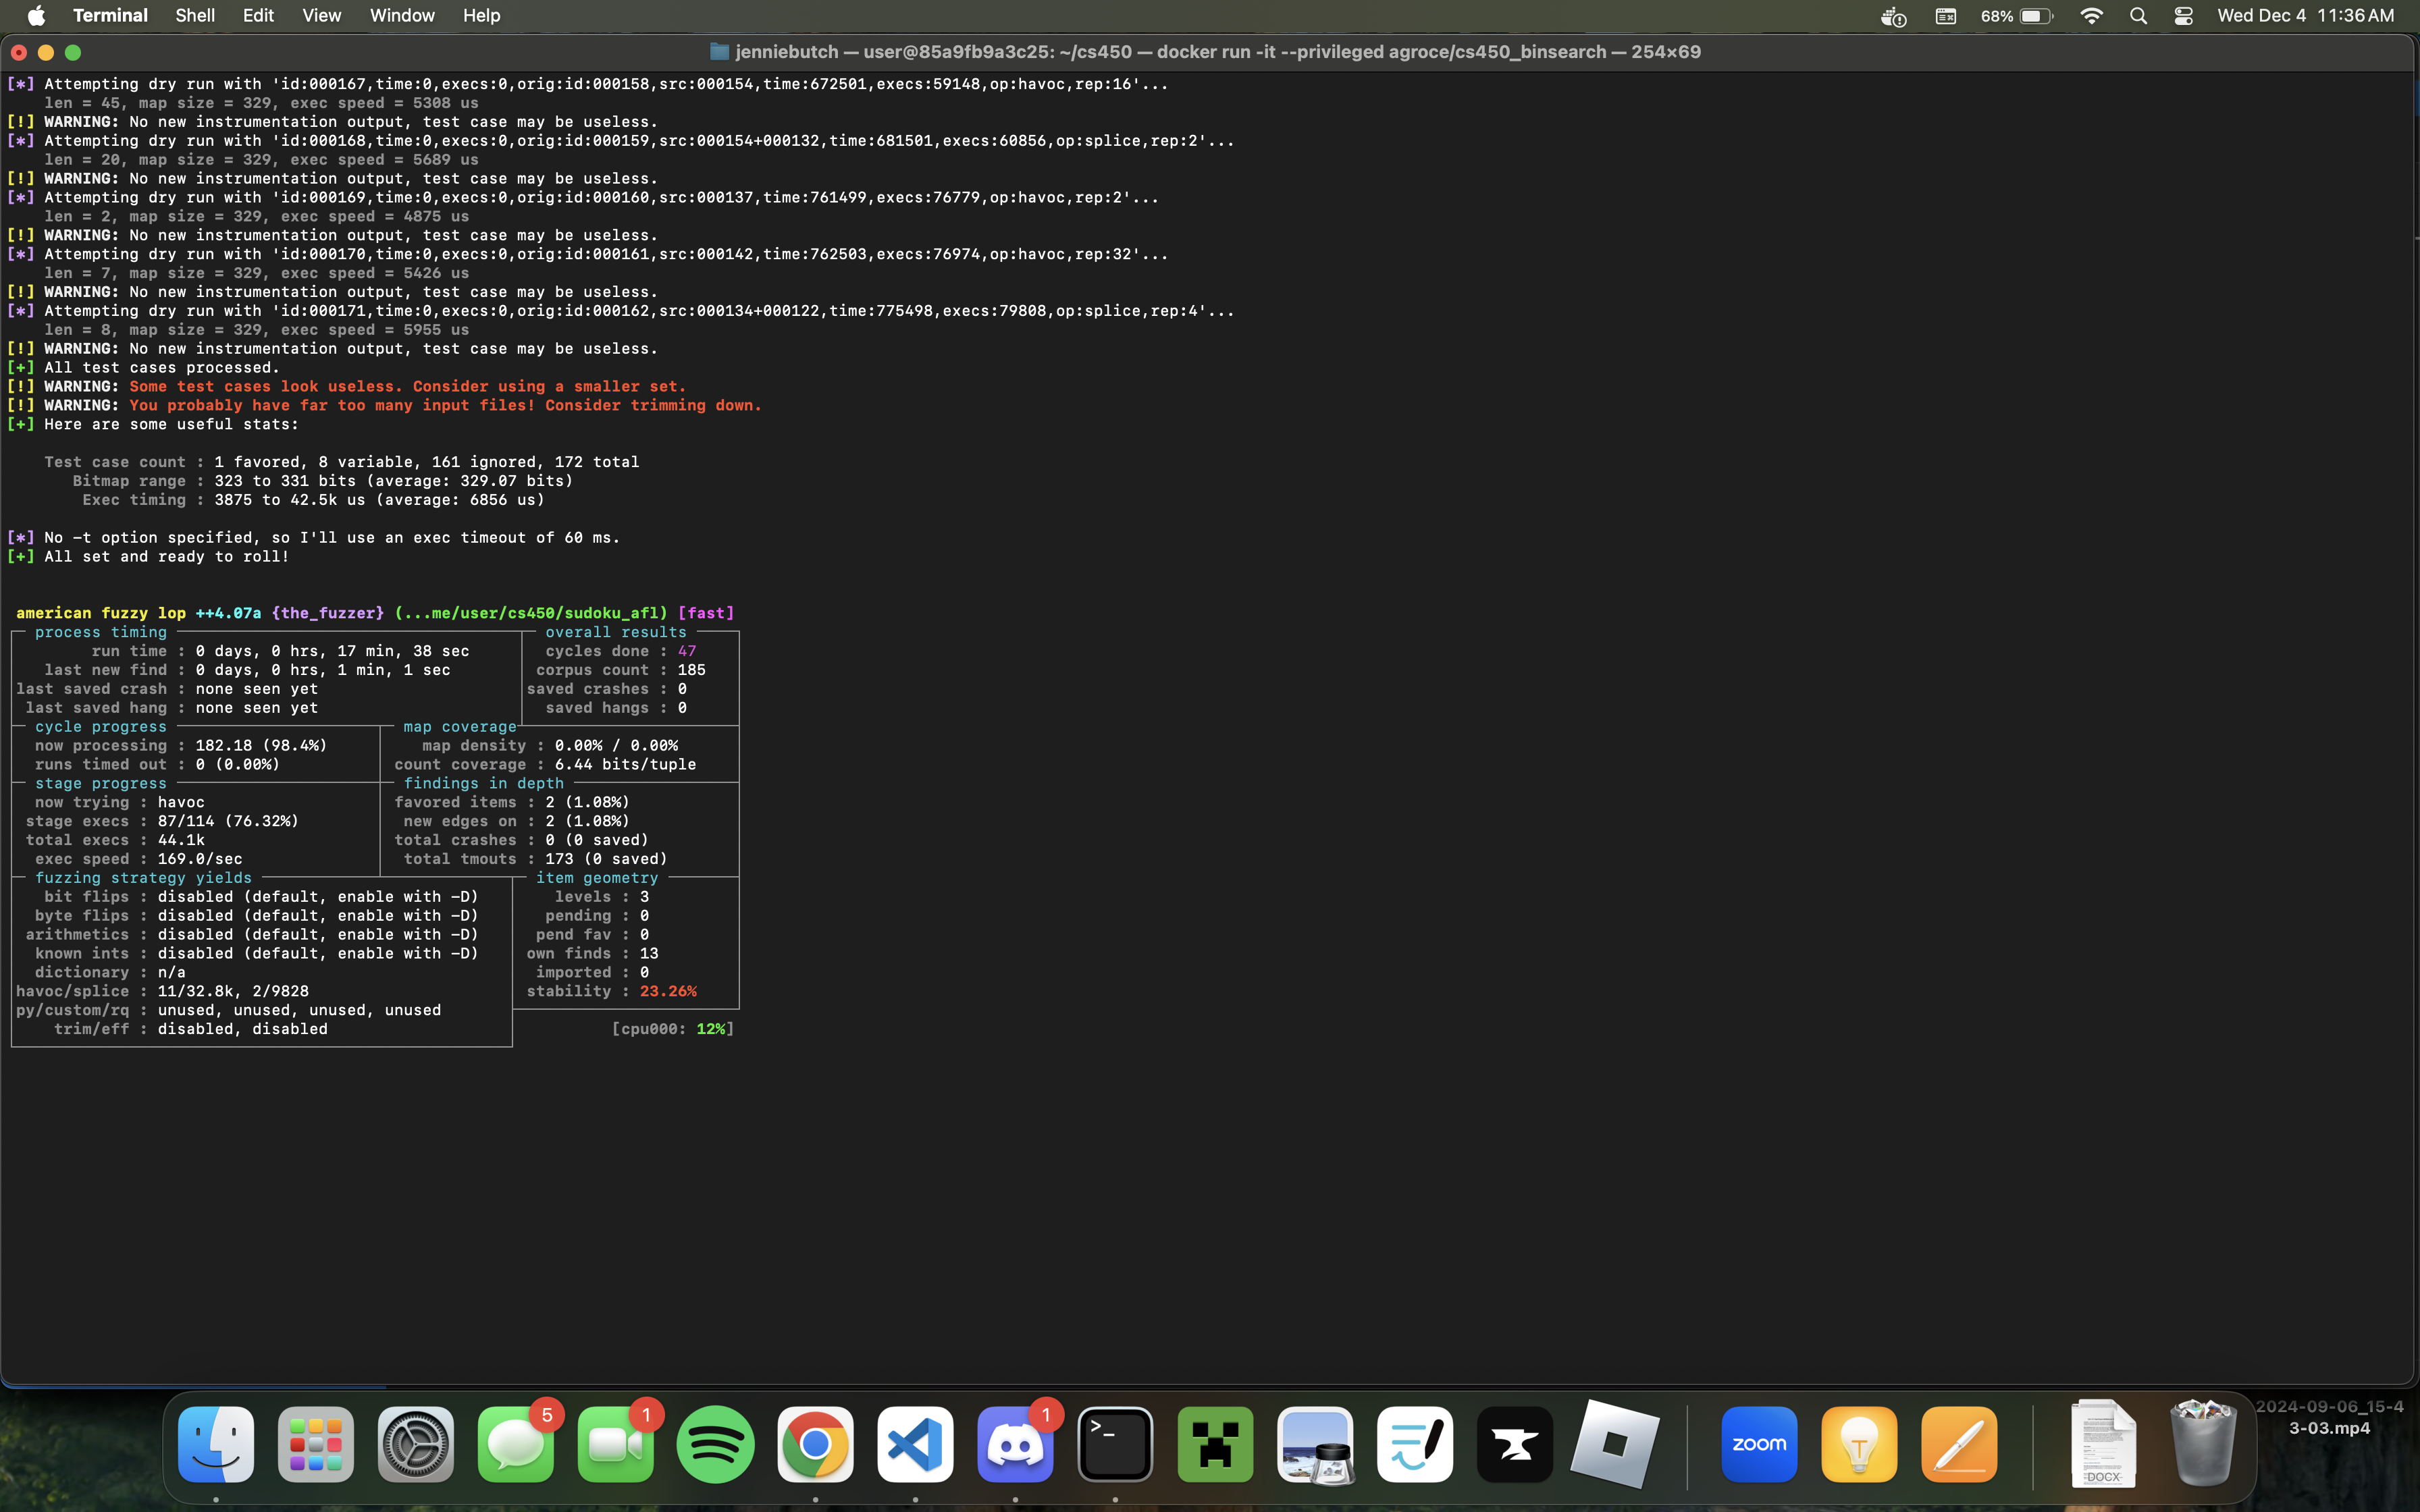 Terminal Shell Edit View Window Help 68% Wed Dec 4 11:36 AM
jenniebutch — user@85a9fb9a3c25: ~/cs450 — docker run -it --privileged agroce/cs450_binsearch — 254×69
[*] Attempting dry run with 'id:000167,time:0,execs:0,orig:id:000158,src:000154,time:672501,execs:59148,op:havoc,rep:16'...
len = 45, map size = 329, exec speed = 5308 us
[!] WARNING: No new instrumentation output, test case may be useless.
[*] Attempting dry run with 'id:000168,time:0,execs:0,orig:id:000159,src:000154+000132,time:681501,execs:60856,op:splice,rep:2'...
len = 20, map size = 329, exec speed = 5689 us
[!] WARNING: No new instrumentation output, test case may be useless.
[*] Attempting dry run with 'id:000169,time:0,execs:0,orig:id:000160,src:000137,time:761499,execs:76779,op:havoc,rep:2'...
len = 2, map size = 329, exec speed = 4875 us
[!] WARNING: No new instrumentation output, test case may be useless.
[*] Attempting dry run with 'id:000170,time:0,execs:0,orig:id:000161,src:000142,time:762503,execs:76974,op:havoc,rep:32'...
len = 7, map size = 329, exec speed = 5426 us
[!] WARNING: No new instrumentation output, test case may be useless.
[*] Attempting dry run with 'id:000171,time:0,execs:0,orig:id:000162,src:000134+000122,time:775498,execs:79808,op:splice,rep:4'...
len = 8, map size = 329, exec speed = 5955 us
[!] WARNING: No new instrumentation output, test case may be useless.
[+] All test cases processed.
[!] WARNING: Some test cases look useless. Consider using a smaller set.
[!] WARNING: You probably have far too many input files! Consider trimming down.
[+] Here are some useful stats:
Test case count : 1 favored, 8 variable, 161 ignored, 172 total
Bitmap range : 323 to 331 bits (average: 329.07 bits)
Exec timing : 3875 to 42.5k us (average: 6856 us)
[*] No -t option specified, so I'll use an exec timeout of 60 ms.
[+] All set and ready to roll!
american fuzzy lop ++4.07a {the_fuzzer} (...me/user/cs450/sudoku_afl) [fast]
process timing overall results
run time : 0 days, 0 hrs, 17 min, 38 sec cycles done : 47
last new find : 0 days, 0 hrs, 1 min, 1 sec corpus count : 185
last saved crash : none seen yet saved crashes : 0
last saved hang : none seen yet saved hangs : 0
cycle progress map coverage
now processing : 182.18 (98.4%) map density : 0.00% / 0.00%
runs timed out : 0 (0.00%) count coverage : 6.44 bits/tuple
stage progress findings in depth
now trying : havoc favored items : 2 (1.08%)
stage execs : 87/114 (76.32%) new edges on : 2 (1.08%)
total execs : 44.1k total crashes : 0 (0 saved)
exec speed : 169.0/sec total tmouts : 173 (0 saved)
fuzzing strategy yields item geometry
bit flips : disabled (default, enable with -D) levels : 3
byte flips : disabled (default, enable with -D) pending : 0
arithmetics : disabled (default, enable with -D) pend fav : 0
known ints : disabled (default, enable with -D) own finds : 13
dictionary : n/a imported : 0
havoc/splice : 11/32.8k, 2/9828 stability : 23.26%
py/custom/rq : unused, unused, unused, unused
trim/eff : disabled, disabled [cpu000: 12%]
5 1 1 >_ zoom DOCX
2024-09-06_15-4
3-03.mp4